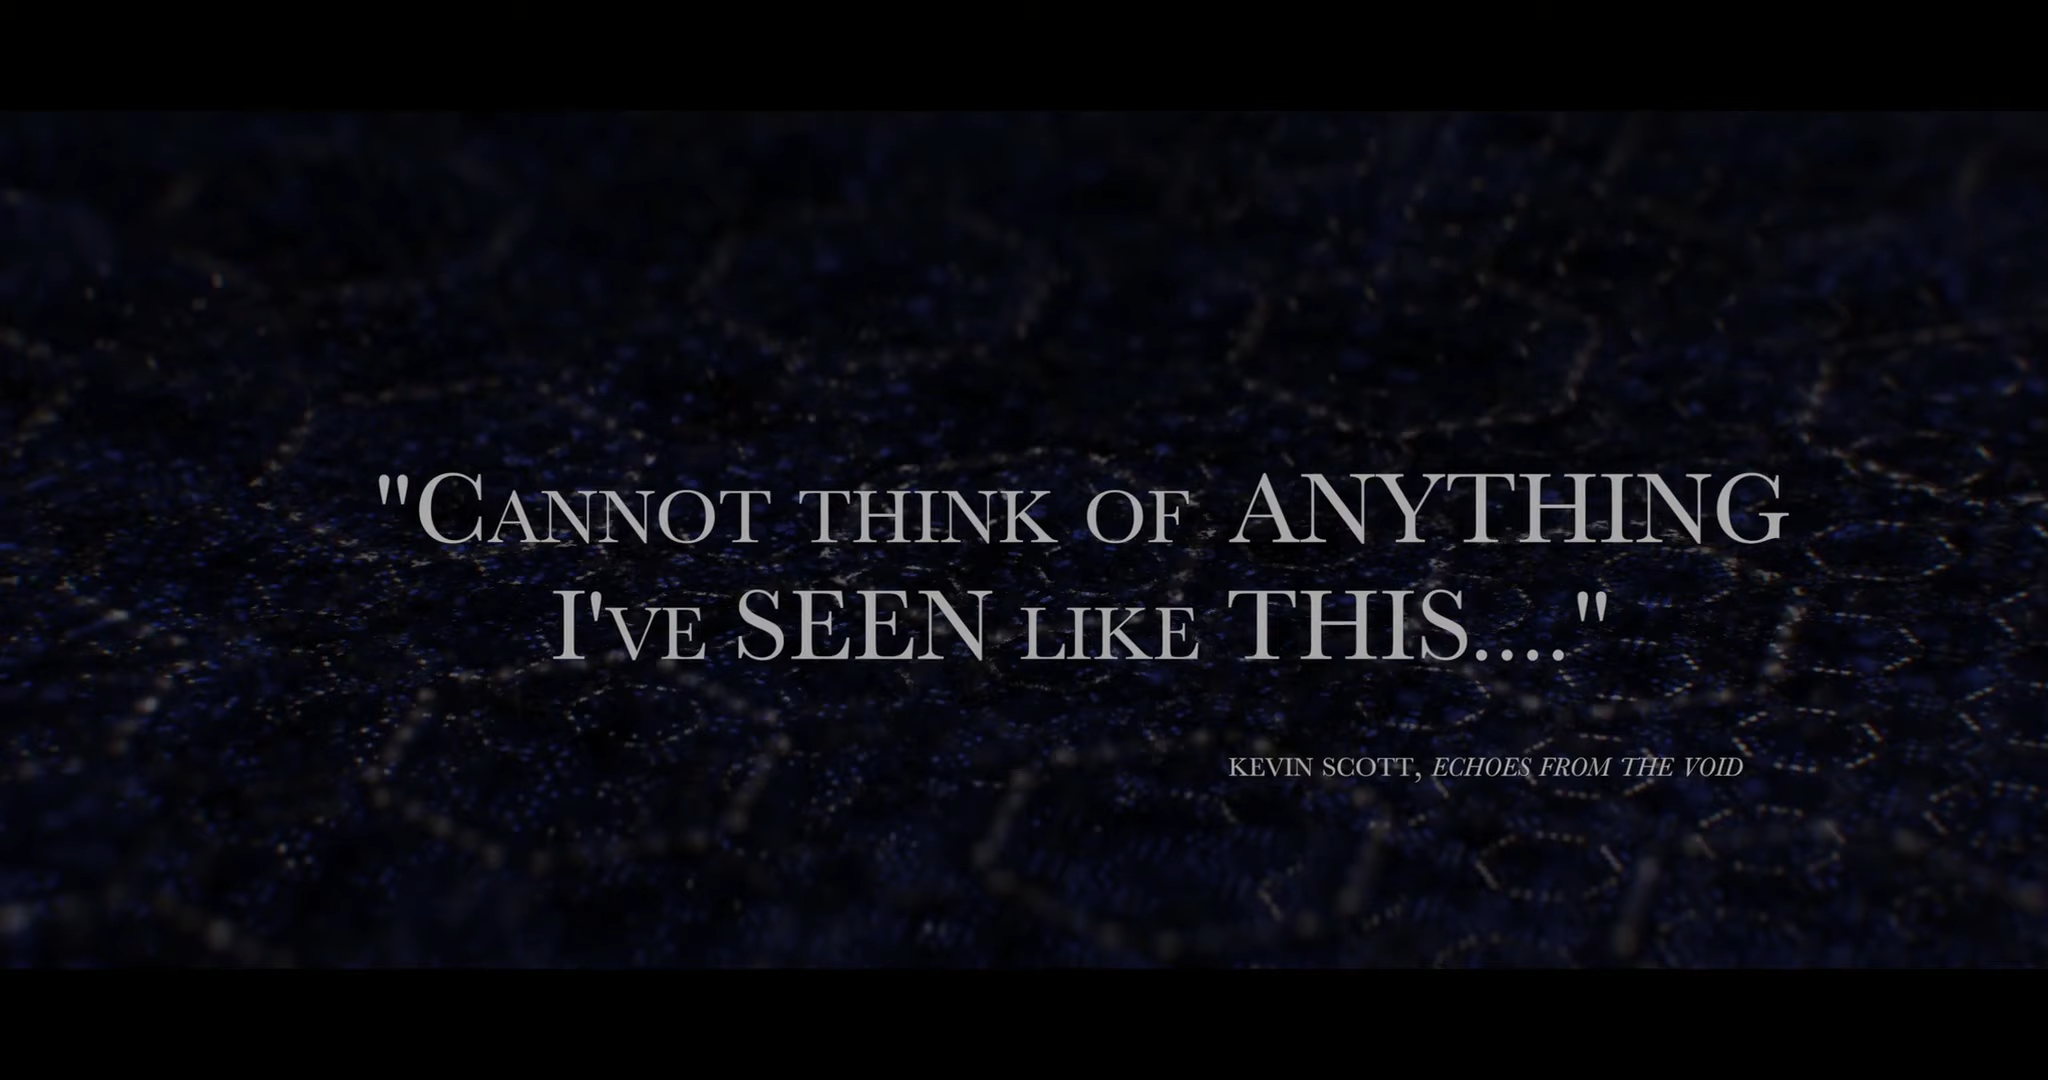 "Cannot think of ANYTHING
I've SEEN like THIS...."
KEVIN SCOTT, ECHOES FROM THE VOID